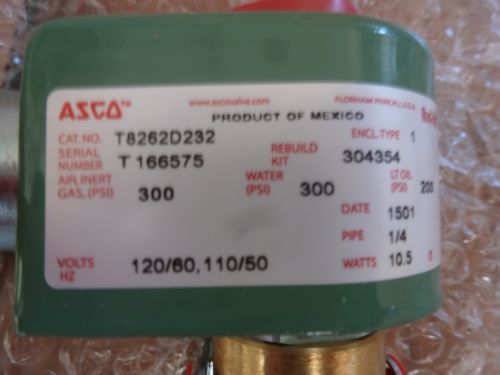 ASCO™ www.ascovalve.com FLORHAM PARK, N.J. U.S.A.
PRODUCT OF MEXICO
CAT. NO. T8262D232 ENCL.TYPE 1
SERIAL NUMBER T 166575 REBUILD KIT 304354
AIR, INERT GAS, (PSI) 300 WATER (PSI) 300 LT OIL (PSI) 200
DATE 1501
PIPE 1/4
VOLTS HZ 120/60,110/50 WATTS 10.5 0